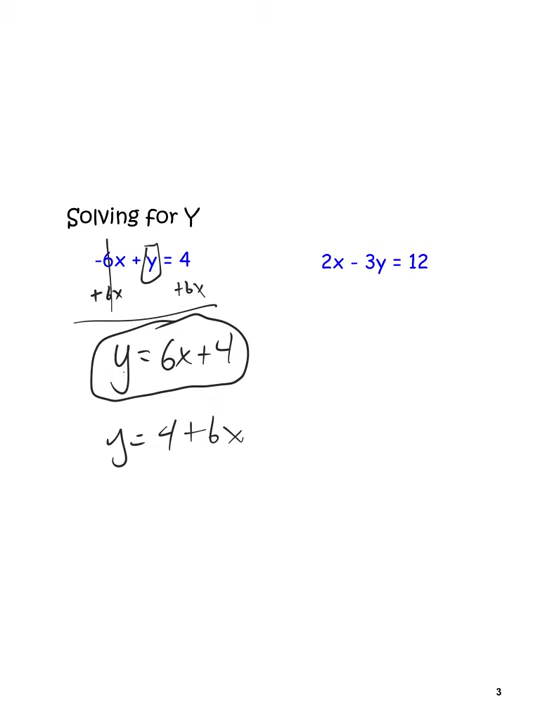 Solving for Y
-6x + y = 4
+6x +6x
y = 6x + 4
y = 4 + 6x
2x - 3y = 12
3